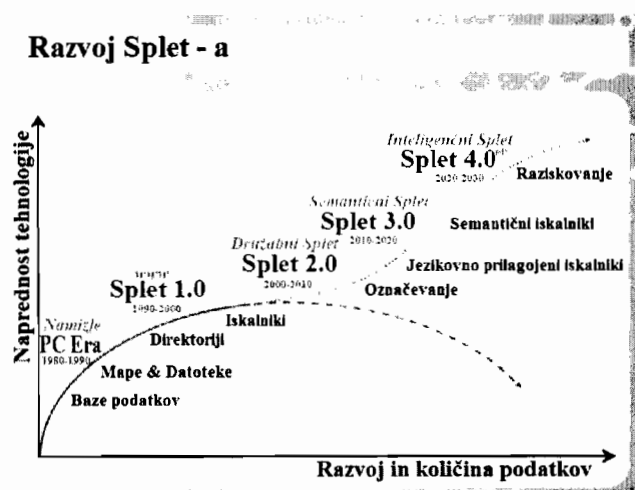 Razvoj Splet - a
Naprednost tehnologije
Inteligenčni Splet
Splet 4.0
2020-2030
Raziskovanje
Semantični Splet
Splet 3.0
2010-2020
Semantični iskalniki
Družabni Splet
Splet 2.0
2000-2010
Jezikovno prilagojeni iskalniki
Označevanje
Splet 1.0
1990-2000
Iskalniki
Namizje
PC Era
1980-1990
Direktoriji
Mape & Datoteke
Baze podatkov
Razvoj in količina podatkov